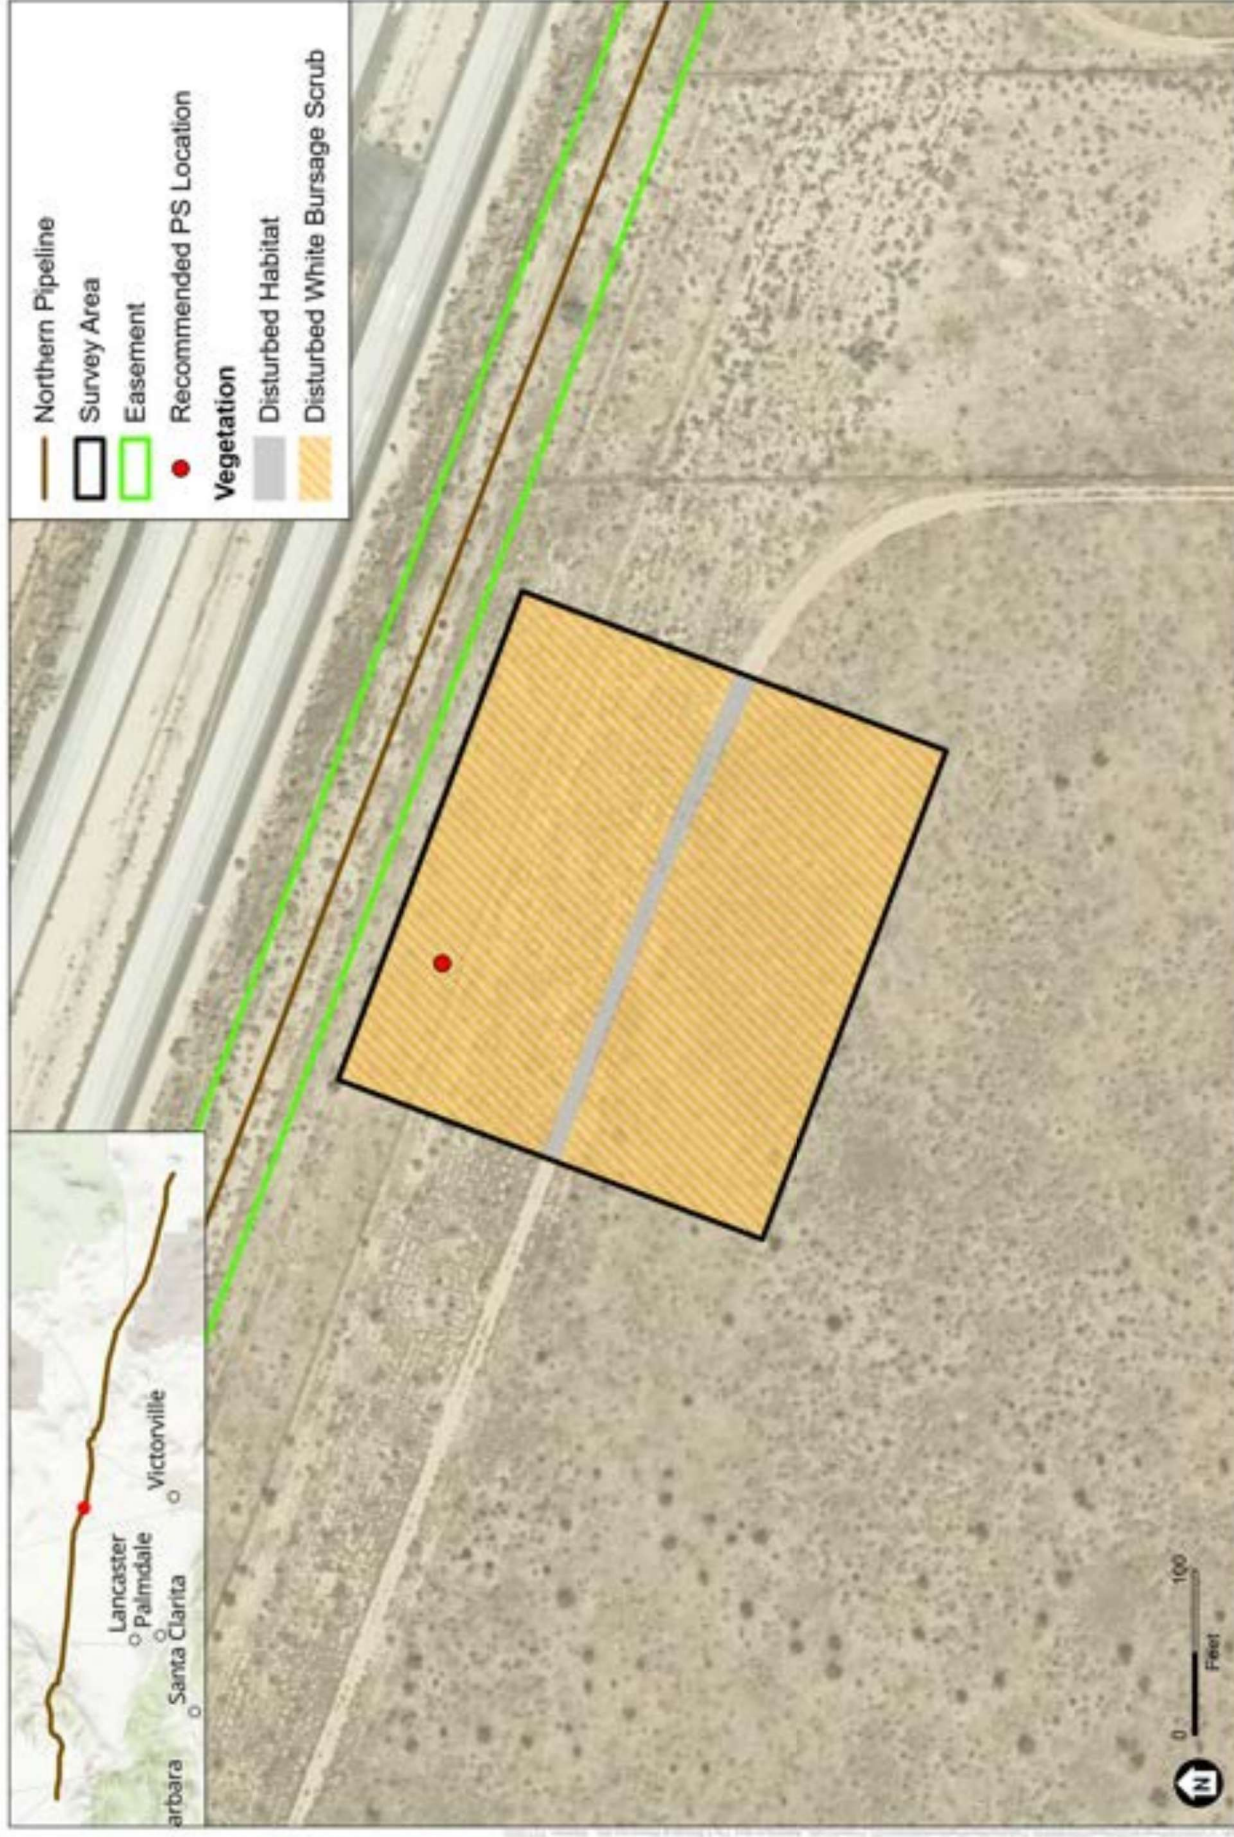 Northern Pipeline
Survey Area
Easement
Recommended PS Location
Vegetation
Disturbed Habitat
Disturbed White Bursage Scrub
Lancaster
Palmdale
Victorville
Santa Clarita
arbara
N
0 100
Feet